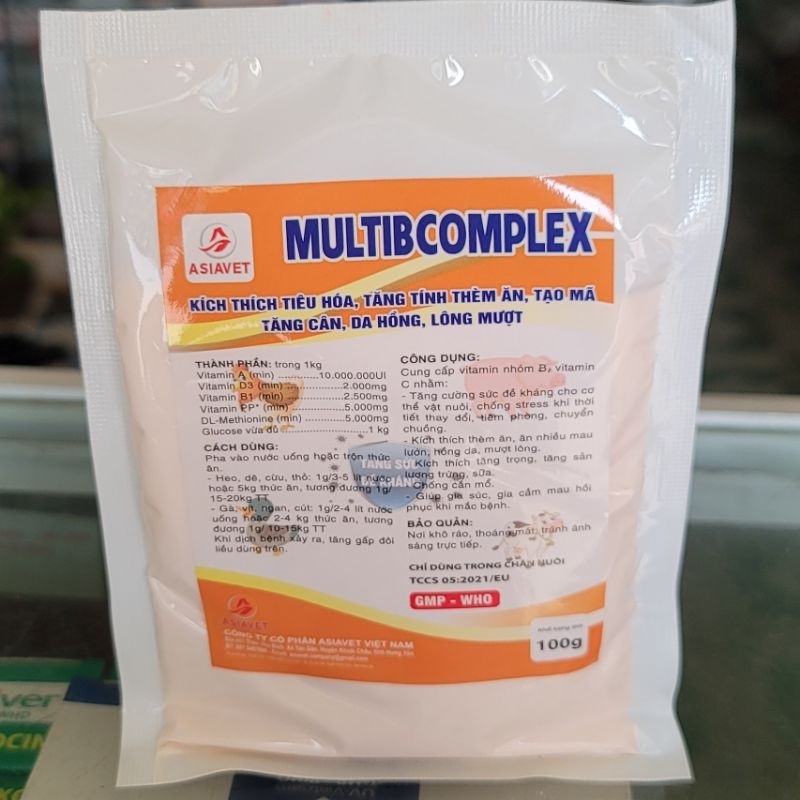 ASIAVET
MULTIBCOMPLEX
KÍCH THÍCH TIÊU HÓA, TĂNG TÍNH THÈM ĂN, TẠO MÃ
TĂNG CÂN, DA HỒNG, LÔNG MƯỢT
THÀNH PHẦN: trong 1kg
Vitamin A (min) ..............10.000.000UI
Vitamin D3 (min) ..................2.000mg
Vitamin B1 (min) ..................2.500mg
Vitamin PP* (min) ................5.000mg
DL-Methionine (min) ............5.000mg
Glucose vừa đủ ........................1 kg
CÁCH DÙNG:
Pha vào nước uống hoặc trộn thức
ăn.
- Heo, dê, cừu, thỏ: 1g/3-5 lít nước
hoặc 5kg thức ăn, tương đương 1g/
15-20kg TT
- Gà, vịt, ngan, cút: 1g/2-4 lít nước
uống hoặc 2-4 kg thức ăn, tương
đương 1g/ 10-15kg TT
Khi dịch bệnh xảy ra, tăng gấp đôi
liều dùng trên.
CÔNG DỤNG:
Cung cấp vitamin nhóm B, vitamin
C nhằm:
- Tăng cường sức đề kháng cho cơ
thể vật nuôi, chống stress khi thời
tiết thay đổi, tiêm phòng, chuyển
chuồng.
- Kích thích thèm ăn, ăn nhiều mau
lườn, hồng da, mượt lông.
- Kích thích tăng trọng, tăng sản
lượng trứng, sữa.
- Chống cắn mổ.
- Giúp gia súc, gia cầm mau hồi
phục khi mắc bệnh.
TĂNG SỨC
ĐỀ KHÁNG
BẢO QUẢN:
Nơi khô ráo, thoáng mát, tránh ánh
sáng trực tiếp.
CHỈ DÙNG TRONG CHĂN NUÔI
TCCS 05:2021/EU
GMP - WHO
ASIAVET
CÔNG TY CỔ PHẦN ASIAVET VIỆT NAM
Khối lượng tịnh
100g